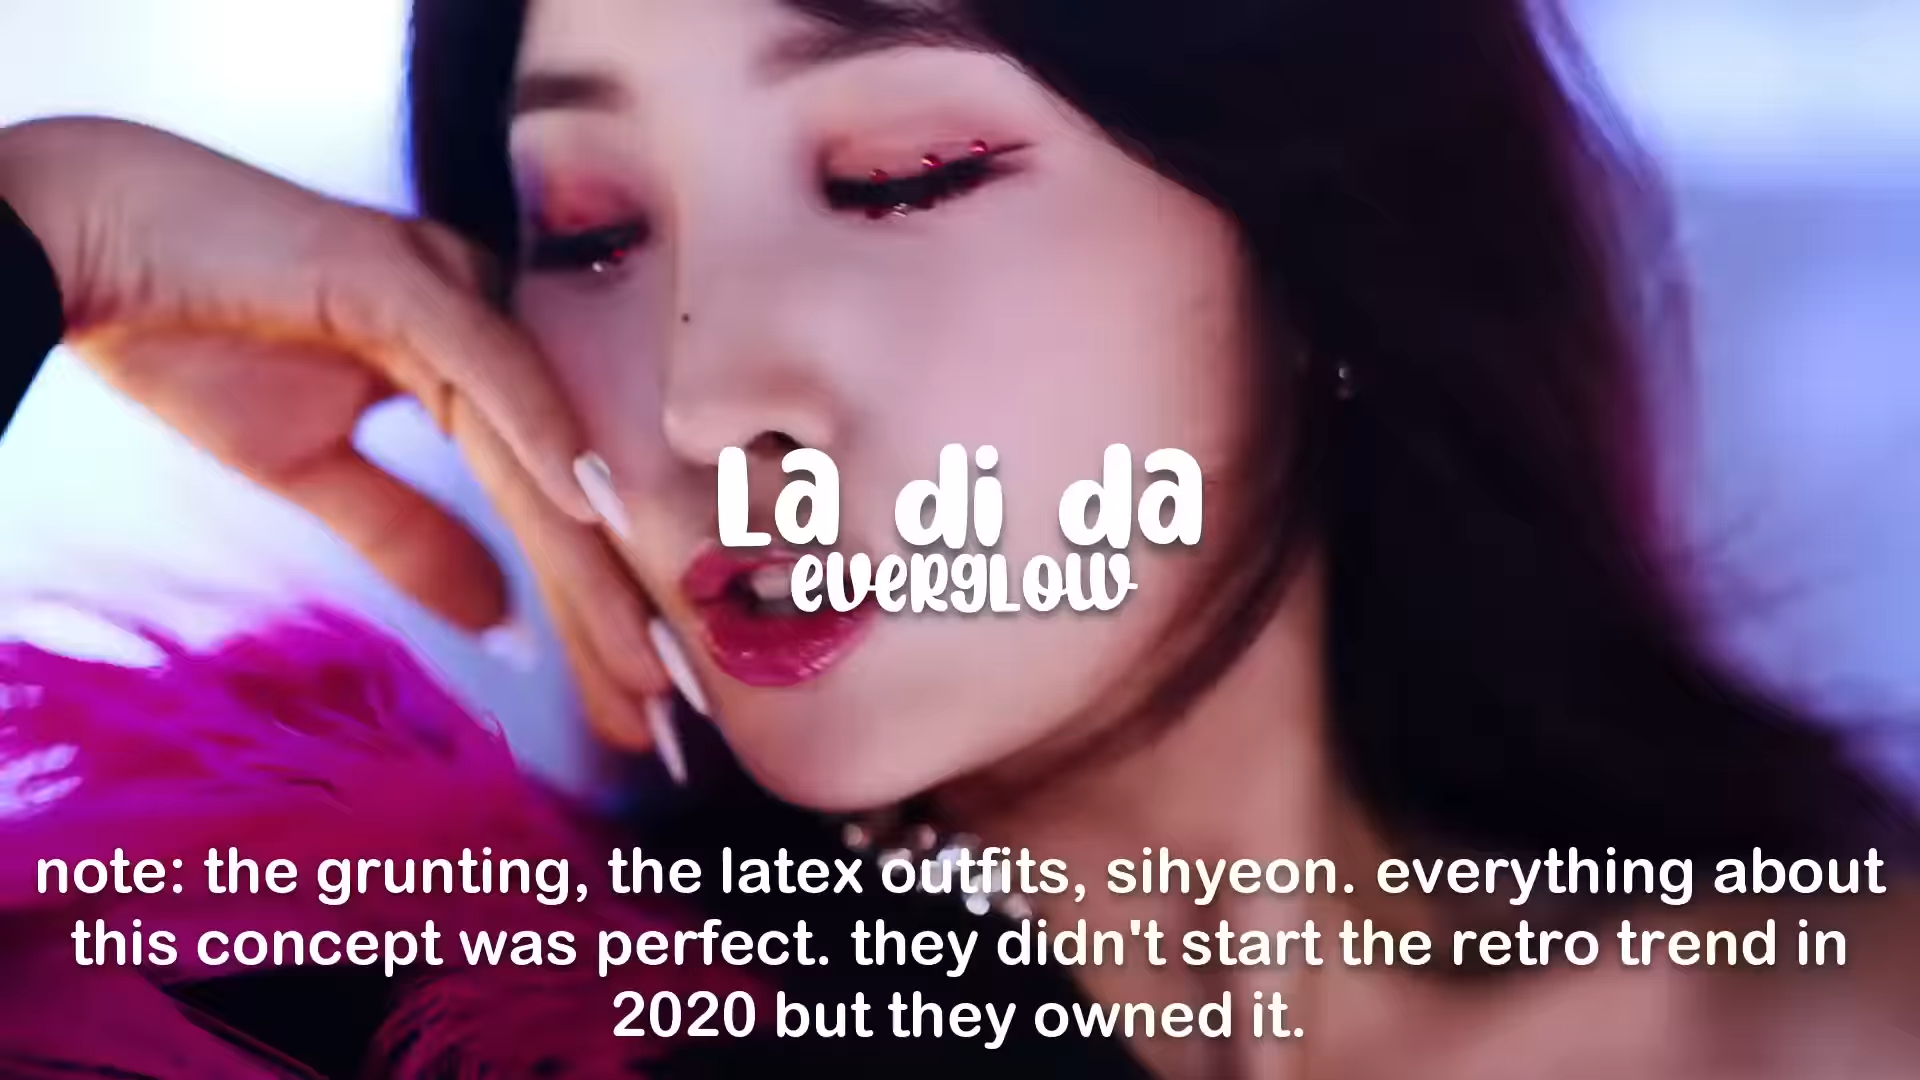 La di da
everglow
note: the grunting, the latex outfits, sihyeon. everything about
this concept was perfect. they didn't start the retro trend in
2020 but they owned it.